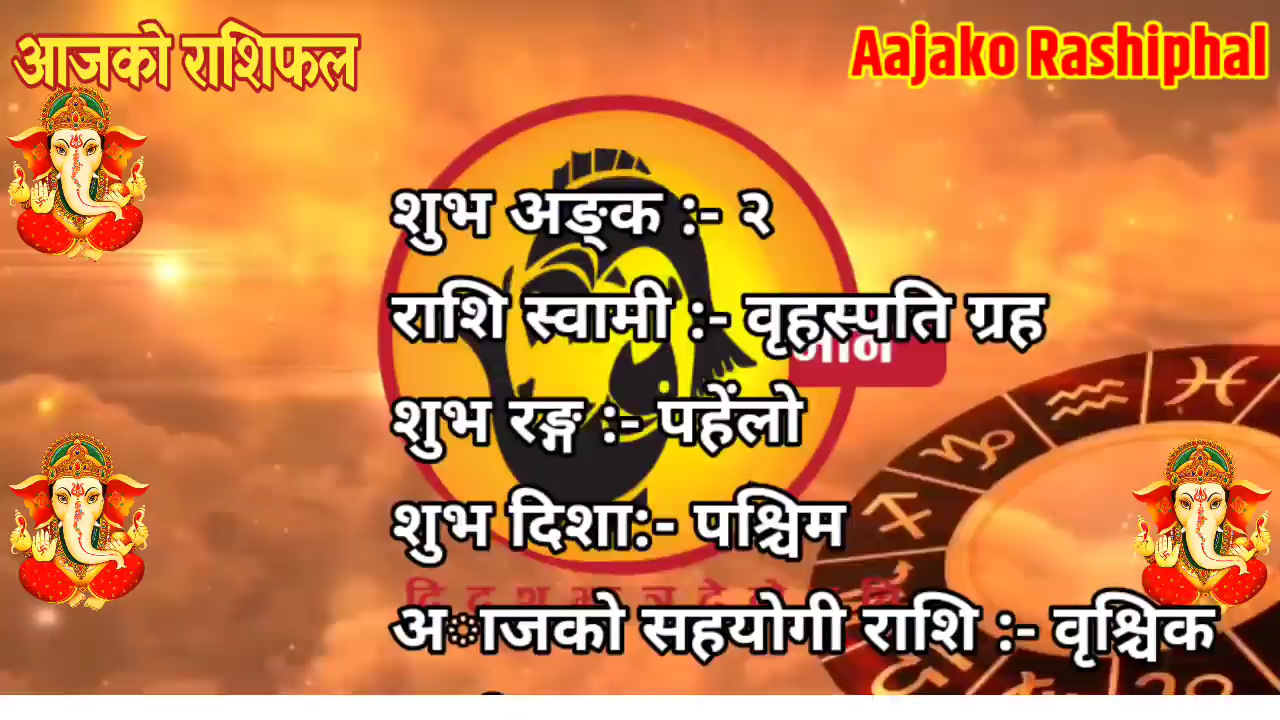 आजको राशिफल
Aajako Rashiphal
शुभ अङ्क :- २
राशि स्वामी :- वृहस्पति ग्रह
शुभ रङ्ग :- पहेंलो
शुभ दिशा:- पश्चिम
अाजको सहयोगी राशि :- वृश्चिक